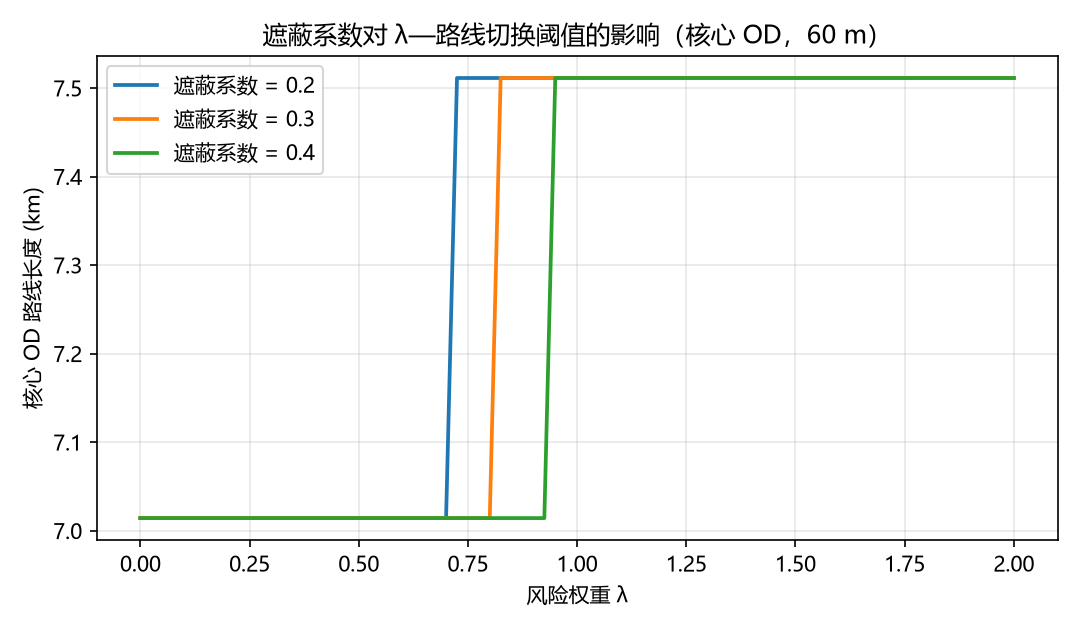 遮蔽系数对 λ—路线切换阈值的影响（核心 OD，60 m）
遮蔽系数 = 0.2
遮蔽系数 = 0.3
遮蔽系数 = 0.4
核心 OD 路线长度 (km)
7.5
7.4
7.3
7.2
7.1
7.0
0.00 0.25 0.50 0.75 1.00 1.25 1.50 1.75 2.00
风险权重 λ